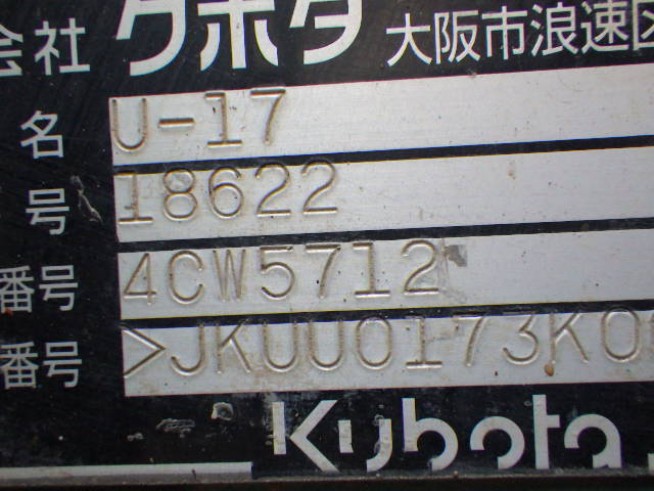 会社 クボタ 大阪市浪速区
名 U-17
号 18622
番号 4CW5712
番号 >JKUU0173K0
Kubota